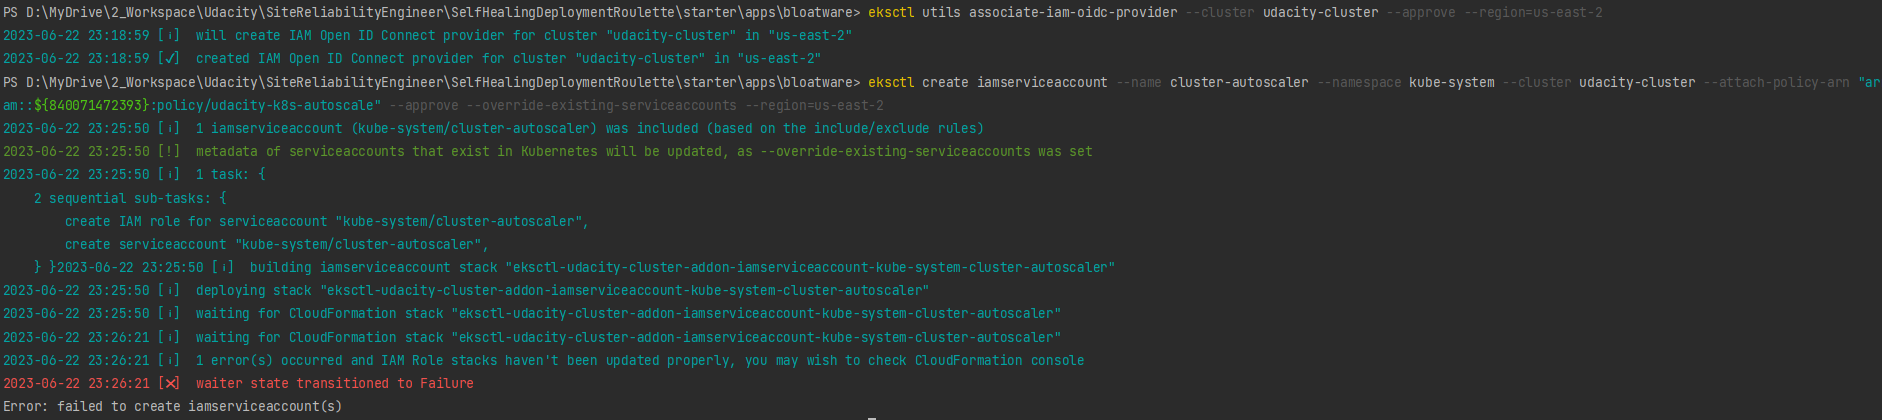 PS D:\MyDrive\2_Workspace\Udacity\SiteReliabilityEngineer\SelfHealingDeploymentRoulette\starter\apps\bloatware> eksctl utils associate-iam-oidc-provider --cluster udacity-cluster --approve --region=us-east-2
2023-06-22 23:18:59 [ℹ]  will create IAM Open ID Connect provider for cluster "udacity-cluster" in "us-east-2"
2023-06-22 23:18:59 [✔]  created IAM Open ID Connect provider for cluster "udacity-cluster" in "us-east-2"
PS D:\MyDrive\2_Workspace\Udacity\SiteReliabilityEngineer\SelfHealingDeploymentRoulette\starter\apps\bloatware> eksctl create iamserviceaccount --name cluster-autoscaler --namespace kube-system --cluster udacity-cluster --attach-policy-arn "ar
am::${840071472393}:policy/udacity-k8s-autoscale" --approve --override-existing-serviceaccounts --region=us-east-2
2023-06-22 23:25:50 [ℹ]  1 iamserviceaccount (kube-system/cluster-autoscaler) was included (based on the include/exclude rules)
2023-06-22 23:25:50 [!]  metadata of serviceaccounts that exist in Kubernetes will be updated, as --override-existing-serviceaccounts was set
2023-06-22 23:25:50 [ℹ]  1 task: {
    2 sequential sub-tasks: {
        create IAM role for serviceaccount "kube-system/cluster-autoscaler",
        create serviceaccount "kube-system/cluster-autoscaler",
    } }2023-06-22 23:25:50 [ℹ]  building iamserviceaccount stack "eksctl-udacity-cluster-addon-iamserviceaccount-kube-system-cluster-autoscaler"
2023-06-22 23:25:50 [ℹ]  deploying stack "eksctl-udacity-cluster-addon-iamserviceaccount-kube-system-cluster-autoscaler"
2023-06-22 23:25:50 [ℹ]  waiting for CloudFormation stack "eksctl-udacity-cluster-addon-iamserviceaccount-kube-system-cluster-autoscaler"
2023-06-22 23:26:21 [ℹ]  waiting for CloudFormation stack "eksctl-udacity-cluster-addon-iamserviceaccount-kube-system-cluster-autoscaler"
2023-06-22 23:26:21 [ℹ]  1 error(s) occurred and IAM Role stacks haven't been updated properly, you may wish to check CloudFormation console
2023-06-22 23:26:21 [✖]  waiter state transitioned to Failure
Error: failed to create iamserviceaccount(s)